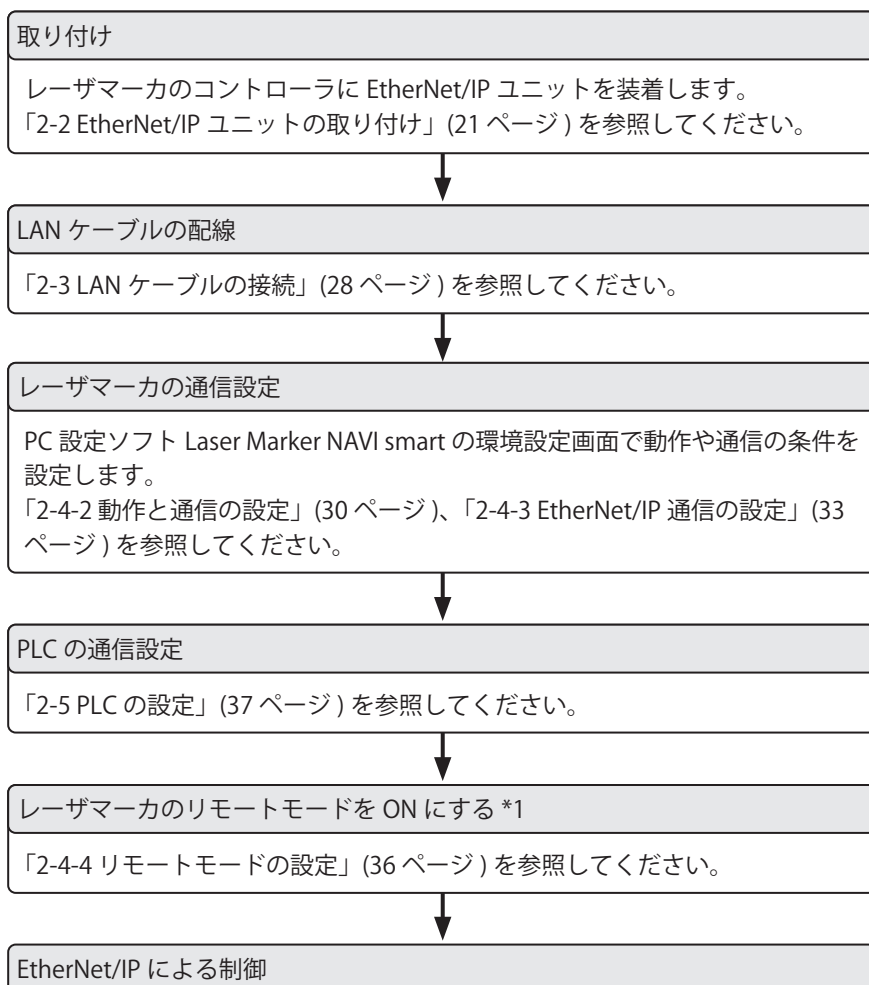 取り付け
レーザマーカのコントローラに EtherNet/IP ユニットを装着します。
「2-2 EtherNet/IP ユニットの取り付け」(21 ページ ) を参照してください。
LAN ケーブルの配線
「2-3 LAN ケーブルの接続」(28 ページ ) を参照してください。
レーザマーカの通信設定
PC 設定ソフト Laser Marker NAVI smart の環境設定画面で動作や通信の条件を
設定します。
「2-4-2 動作と通信の設定」(30 ページ )、「2-4-3 EtherNet/IP 通信の設定」(33
ページ ) を参照してください。
PLC の通信設定
「2-5 PLC の設定」(37 ページ ) を参照してください。
レーザマーカのリモートモードを ON にする *1
「2-4-4 リモートモードの設定」(36 ページ ) を参照してください。
EtherNet/IP による制御